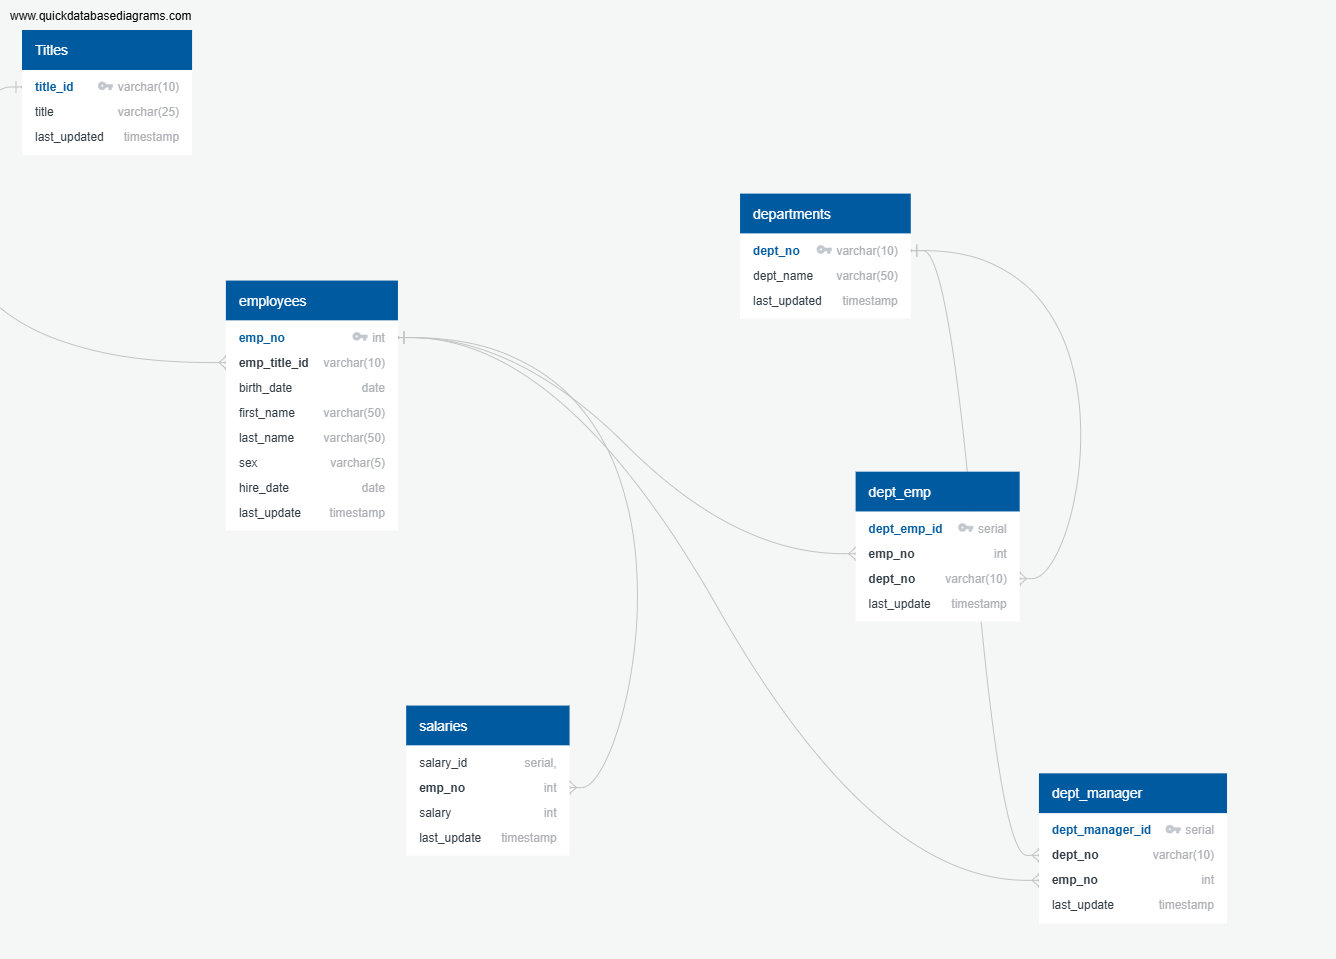 www.quickdatabasediagrams.com
Titles
title_id varchar(10)
title varchar(25)
last_updated timestamp
departments
dept_no varchar(10)
dept_name varchar(50)
last_updated timestamp
employees
emp_no int
emp_title_id varchar(10)
birth_date date
first_name varchar(50)
last_name varchar(50)
sex varchar(5)
hire_date date
last_update timestamp
dept_emp
dept_emp_id serial
emp_no int
dept_no varchar(10)
last_update timestamp
salaries
salary_id serial,
emp_no int
salary int
last_update timestamp
dept_manager
dept_manager_id serial
dept_no varchar(10)
emp_no int
last_update timestamp